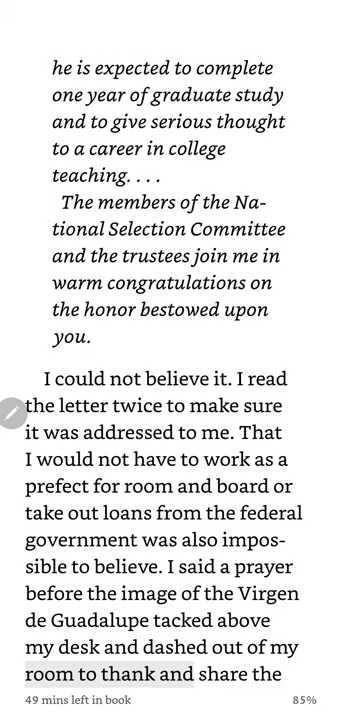 he is expected to complete
one year of graduate study
and to give serious thought
to a career in college
teaching. . . .
The members of the Na-
tional Selection Committee
and the trustees join me in
warm congratulations on
the honor bestowed upon
you.
I could not believe it. I read
the letter twice to make sure
it was addressed to me. That
I would not have to work as a
prefect for room and board or
take out loans from the federal
government was also impos-
sible to believe. I said a prayer
before the image of the Virgen
de Guadalupe tacked above
my desk and dashed out of my
room to thank and share the
49 mins left in book 85%